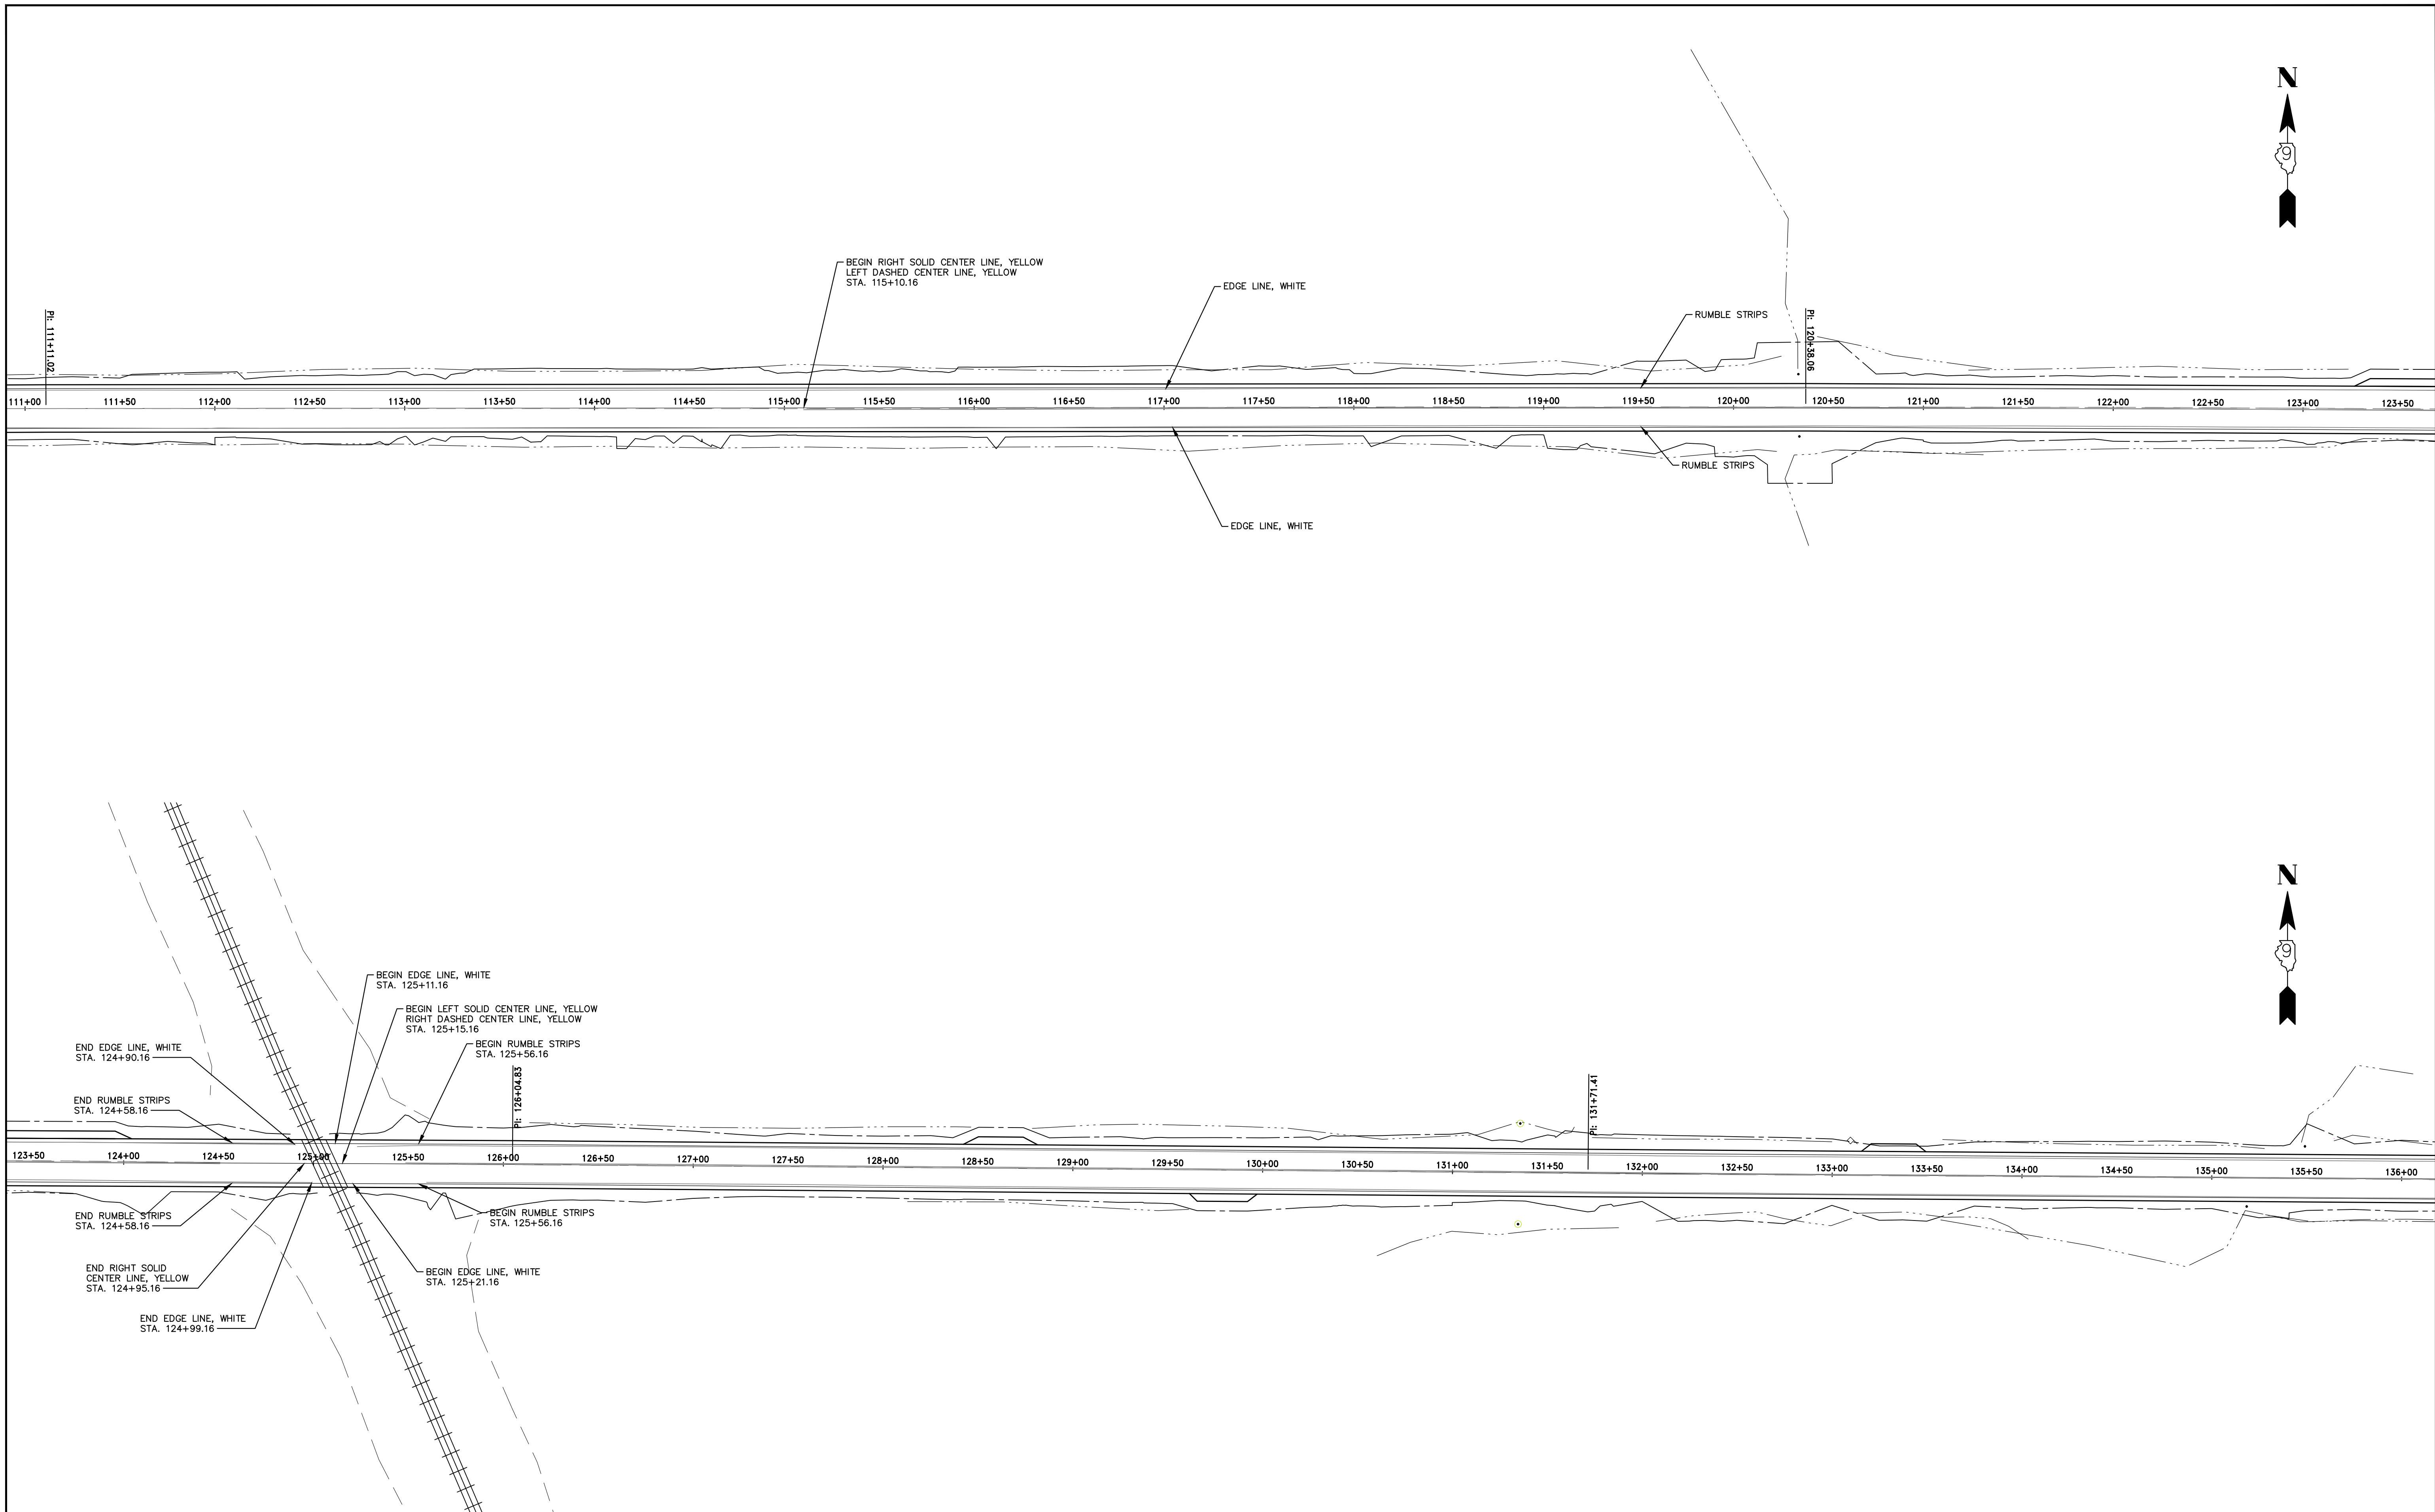 N
9
BEGIN RIGHT SOLID CENTER LINE, YELLOW
LEFT DASHED CENTER LINE, YELLOW
STA. 115+10.16
EDGE LINE, WHITE
RUMBLE STRIPS
PI: 111+11.02
PI: 120+38.06
111+00 111+50 112+00 112+50 113+00 113+50 114+00 114+50 115+00 115+50 116+00 116+50 117+00 117+50 118+00 118+50 119+00 119+50 120+00 120+50 121+00 121+50 122+00 122+50 123+00 123+50
RUMBLE STRIPS
EDGE LINE, WHITE
N
9
BEGIN EDGE LINE, WHITE
STA. 125+11.16
BEGIN LEFT SOLID CENTER LINE, YELLOW
RIGHT DASHED CENTER LINE, YELLOW
STA. 125+15.16
END EDGE LINE, WHITE
STA. 124+90.16
BEGIN RUMBLE STRIPS
STA. 125+56.16
PI: 126+04.83
PI: 131+71.41
END RUMBLE STRIPS
STA. 124+58.16
123+50 124+00 124+50 125+00 125+50 126+00 126+50 127+00 127+50 128+00 128+50 129+00 129+50 130+00 130+50 131+00 131+50 132+00 132+50 133+00 133+50 134+00 134+50 135+00 135+50 136+00
END RUMBLE STRIPS
STA. 124+58.16
BEGIN RUMBLE STRIPS
STA. 125+56.16
END RIGHT SOLID
CENTER LINE, YELLOW
STA. 124+95.16
BEGIN EDGE LINE, WHITE
STA. 125+21.16
END EDGE LINE, WHITE
STA. 124+99.16